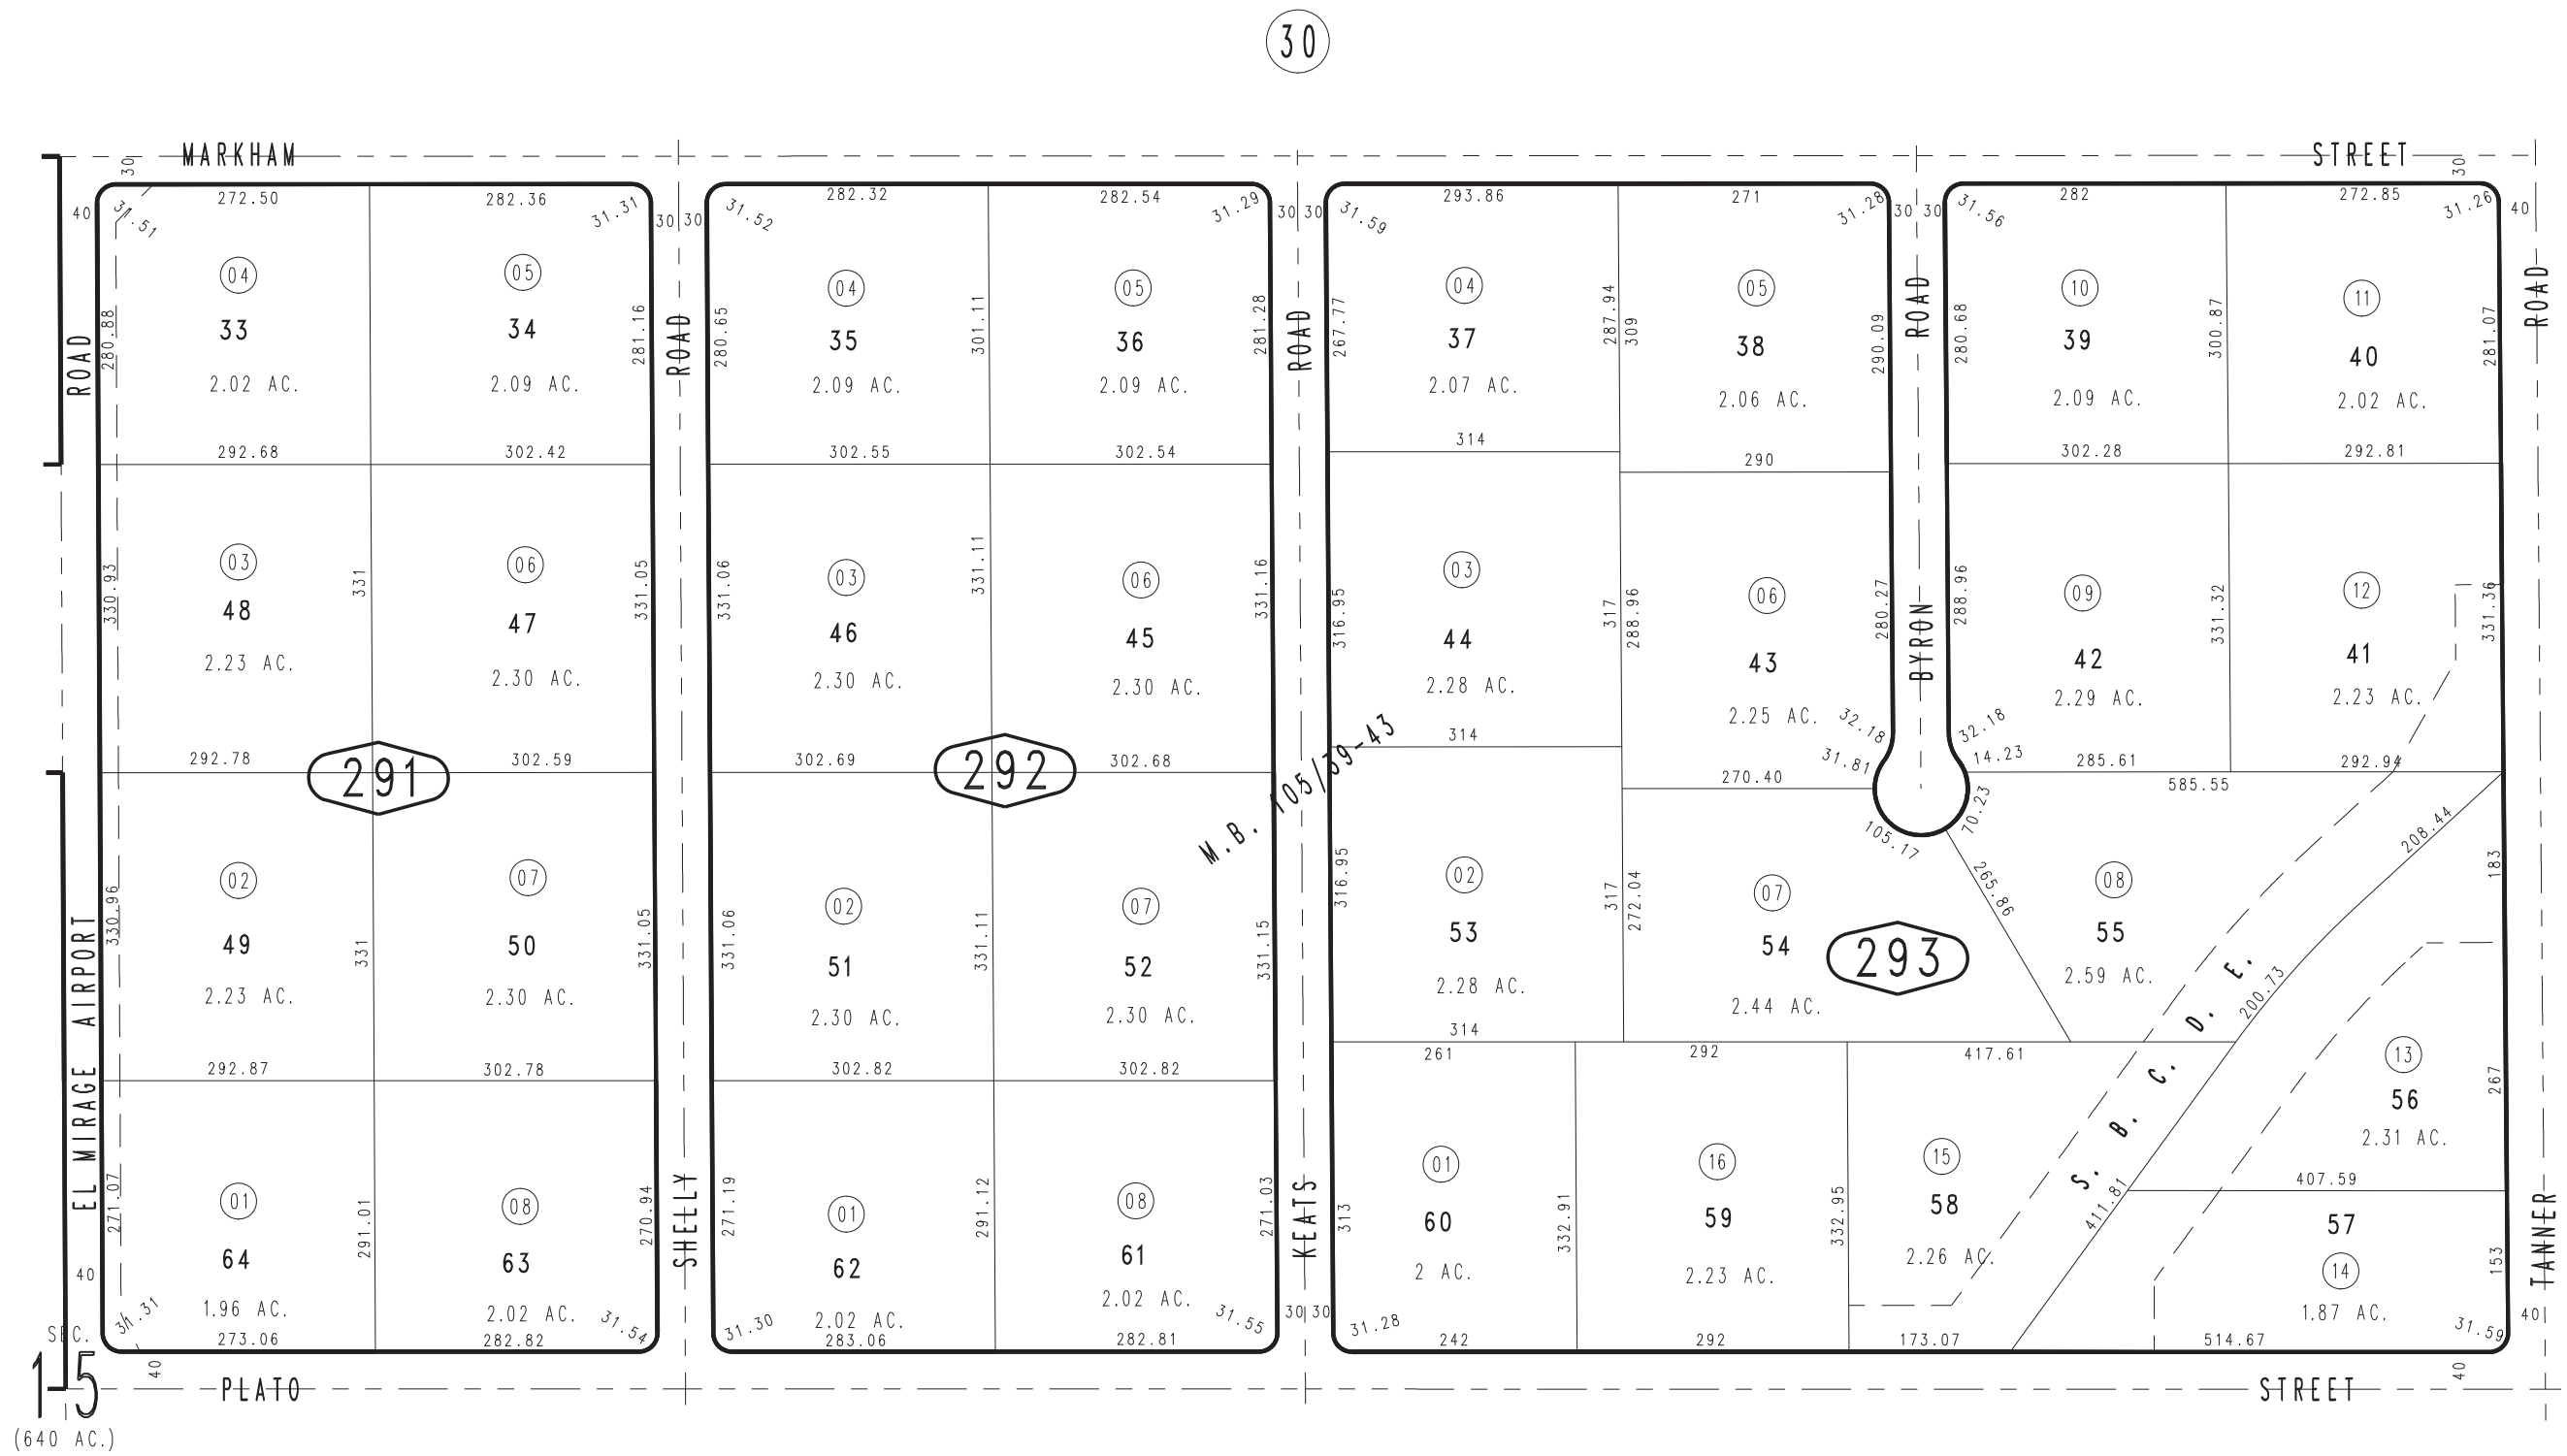 30
MARKHAM STREET
30 30
272.50 282.36 282.32 282.54 293.86 271 282 272.85
40 31.51 31.31 30 30 31.52 31.29 30 30 31.59 31.28 30 30 31.56 31.26 40
04 05 04 05 04 05 10 11
33 34 35 36 37 38 39 40
280.88 281.16 280.65 301.11 281.28 267.77 287.94 309 290.09 280.68 300.87 281.07
ROAD ROAD ROAD ROAD ROAD
2.02 AC. 2.09 AC. 2.09 AC. 2.09 AC. 2.07 AC. 2.06 AC. 2.09 AC. 2.02 AC.
292.68 302.42 302.55 302.54 314 290 302.28 292.81
03 06 03 06 03 06 09 12
48 47 46 45 44 43 42 41
330.93 331 331.05 331.06 331.11 331.16 316.95 317 288.96 280.27 288.96 331.32 331.36
BYRON
2.23 AC. 2.30 AC. 2.30 AC. 2.30 AC. 2.28 AC. 2.25 AC. 2.29 AC. 2.23 AC.
32.18 32.18
31.81 14.23
292.78 302.59 302.69 302.68 314 270.40 285.61 292.94
585.55
291 292
M.B. 105/39-43
105.17 70.23 208.44
02 07 02 07 02 07 08
49 50 51 52 53 54 55
330.96 331 331.05 331.06 331.11 331.15 316.95 317 272.04 265.86 183
293
2.23 AC. 2.30 AC. 2.30 AC. 2.30 AC. 2.28 AC. 2.44 AC. 2.59 AC.
200.73
S. B. C. D. E.
292.87 302.78 302.82 302.82 314
261 292 417.61
13
56
267
2.31 AC.
407.59
EL MIRAGE AIRPORT SHELLY KEATS TANNER
01 08 01 08 01 16 15 14
64 63 62 61 60 59 58 57
271.07 291.01 270.94 271.19 291.12 271.03 313 332.91 332.95 411.81 153
1.96 AC. 2.02 AC. 2.02 AC. 2.02 AC. 2 AC. 2.23 AC. 2.26 AC. 1.87 AC.
40 31.31 31.54 31.30 31.55 30 30 31.28 31.59 40
273.06 282.82 283.06 282.81 242 292 173.07 514.67
40 40
PLATO STREET
SEC.
15
(640 AC.)